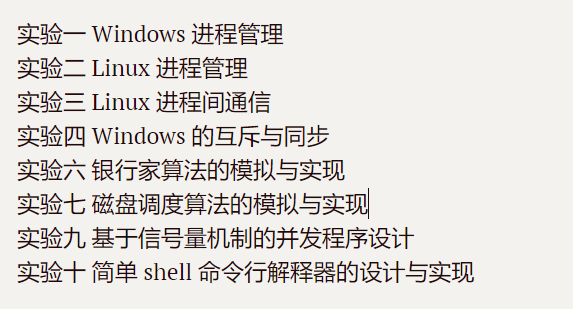 实验一 Windows 进程管理
实验二 Linux 进程管理
实验三 Linux 进程间通信
实验四 Windows 的互斥与同步
实验六 银行家算法的模拟与实现
实验七 磁盘调度算法的模拟与实现
实验九 基于信号量机制的并发程序设计
实验十 简单 shell 命令行解释器的设计与实现